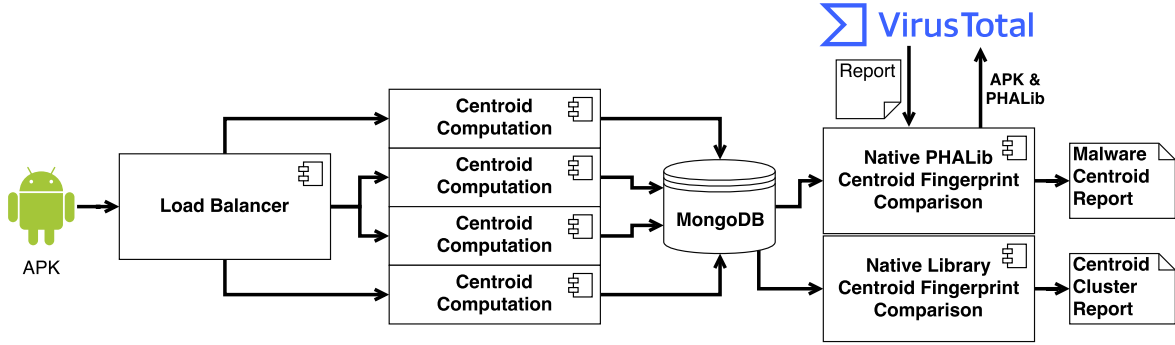 VirusTotal
Report
APK &
PHALib
Centroid
Computation
Centroid
Computation
Centroid
Computation
Centroid
Computation
APK
Load Balancer
MongoDB
Native PHALib
Centroid Fingerprint
Comparison
Malware
Centroid
Report
Native Library
Centroid Fingerprint
Comparison
Centroid
Cluster
Report